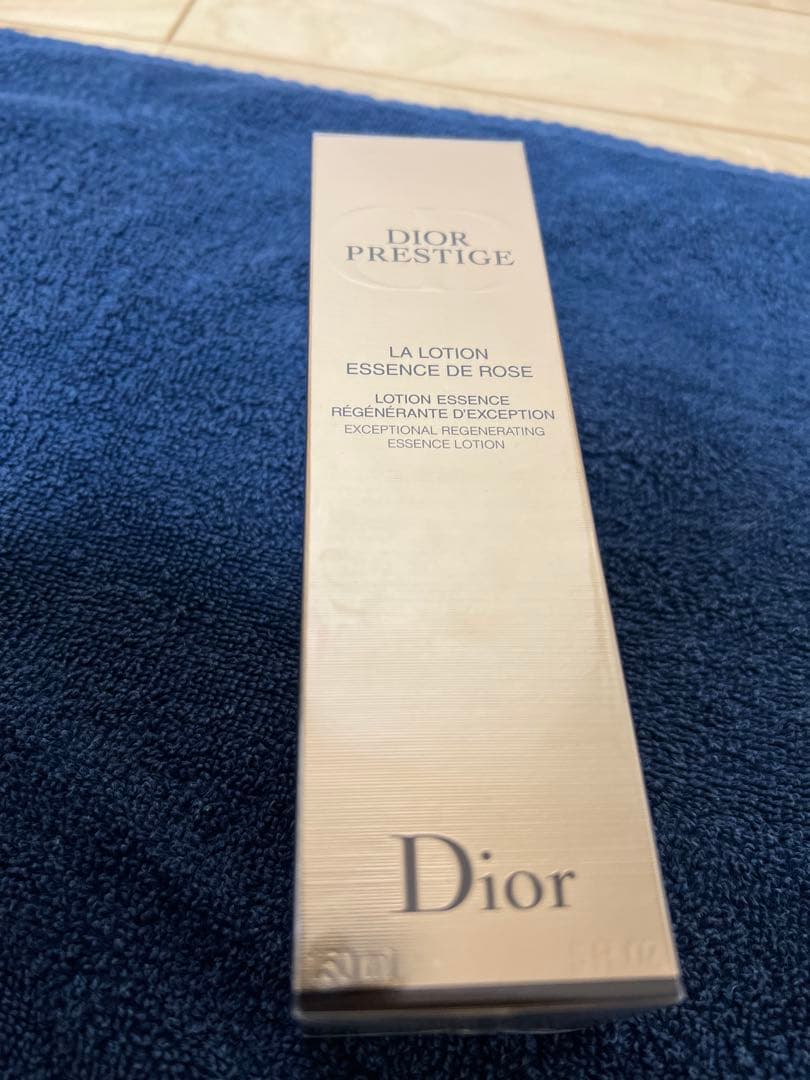 DIOR
PRESTIGE
LA LOTION
ESSENCE DE ROSE
LOTION ESSENCE
RÉGÉNÉRANTE D'EXCEPTION
EXCEPTIONAL REGENERATING
ESSENCE LOTION
Dior